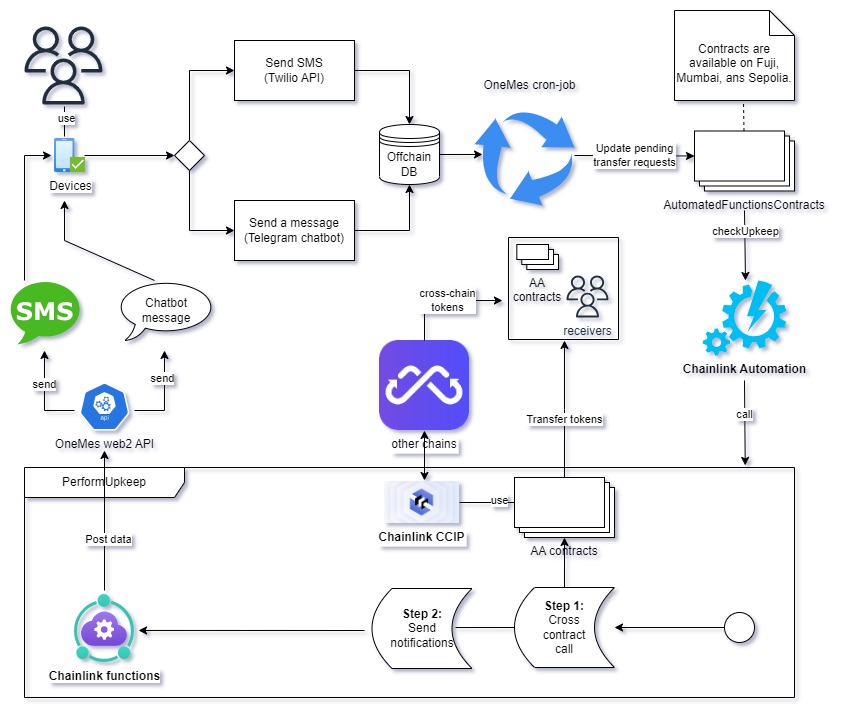 use
Devices
Send SMS
(Twilio API)
Send a message
(Telegram chatbot)
Offchain
DB
OneMes cron-job
Update pending
transfer requests
Contracts are
available on Fuji,
Mumbai, ans Sepolia.
AutomatedFunctionsContracts
checkUpkeep
Chainlink Automation
call
SMS
Chatbot
message
send
send
api
OneMes web2 API
cross-chain
tokens
AA
contracts
receivers
other chains
Transfer tokens
PerformUpkeep
Post data
Chainlink CCIP
use
AA contracts
Step 1:
Cross
contract
call
Step 2:
Send
notifications
Chainlink functions